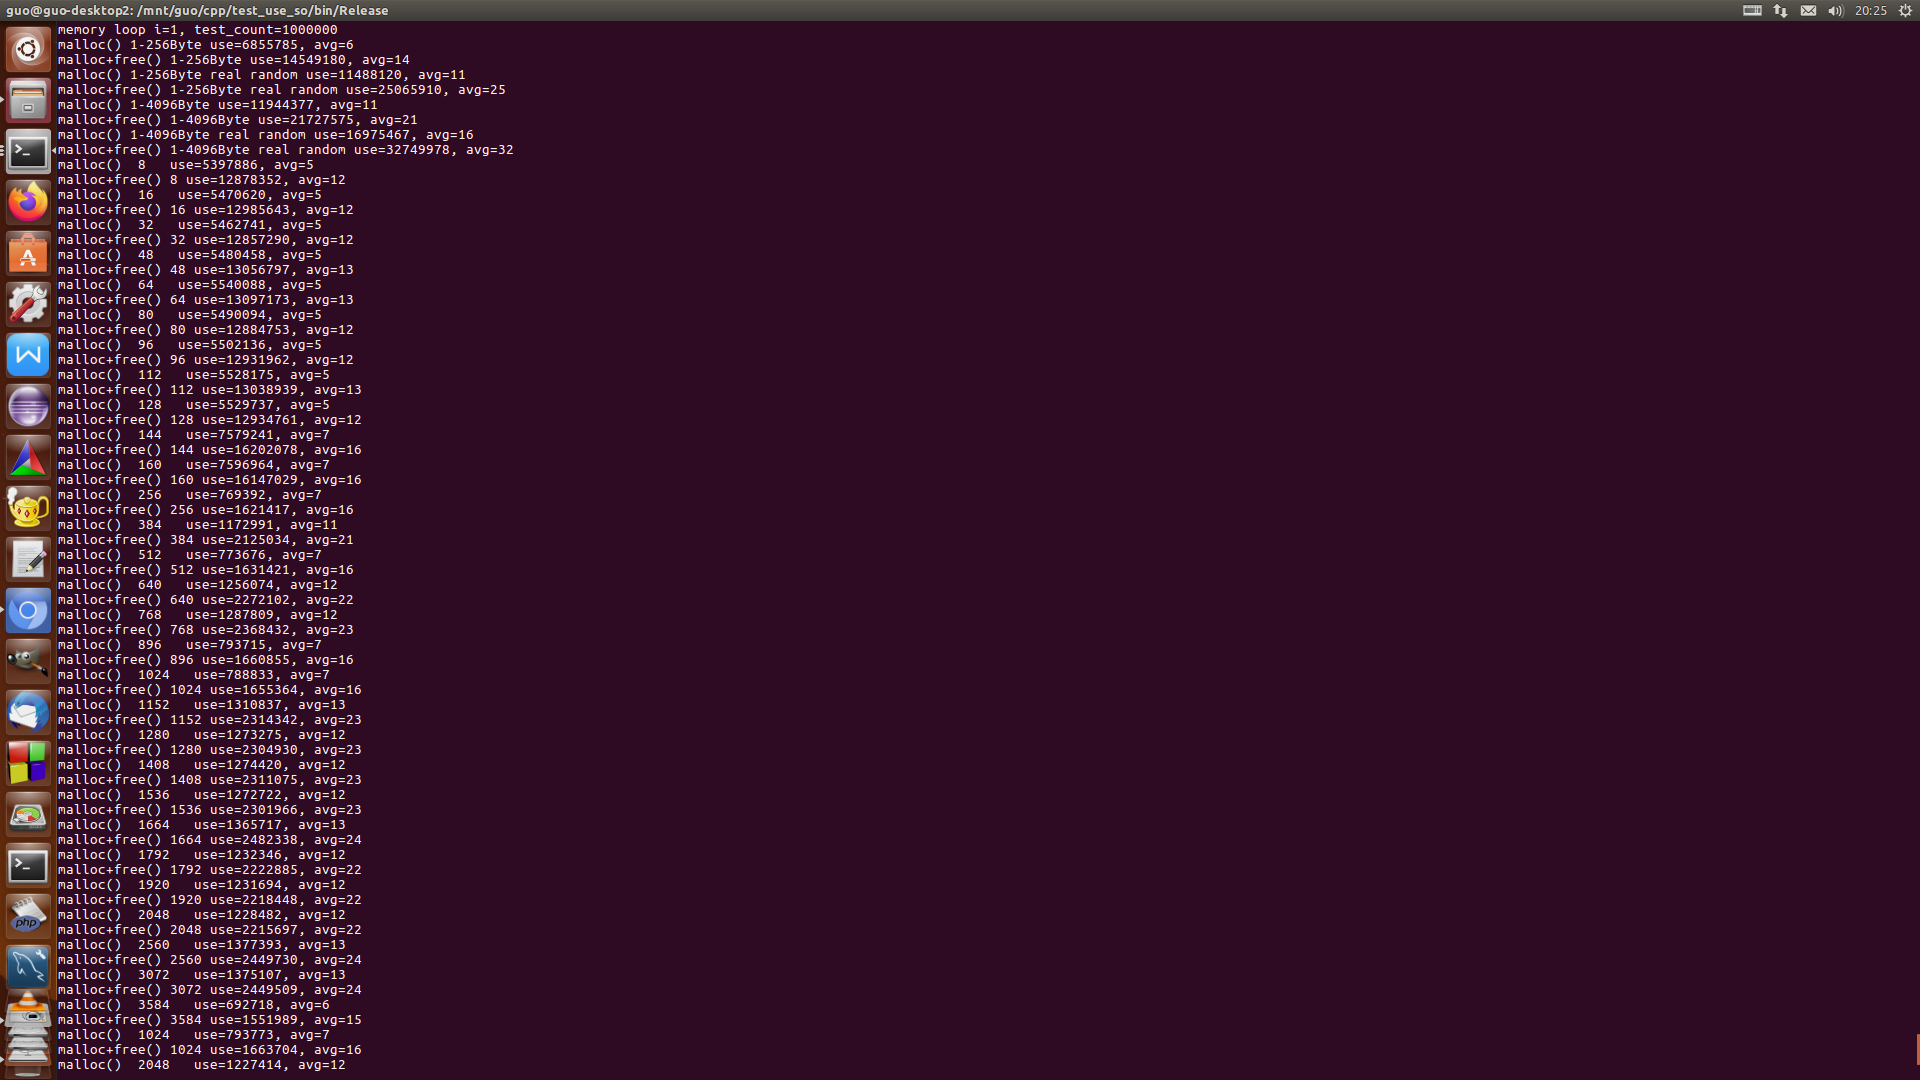 guo@guo-desktop2: /mnt/guo/cpp/test_use_so/bin/Release
20:25
memory loop i=1, test_count=1000000
malloc() 1-256Byte use=6855785, avg=6
malloc+free() 1-256Byte use=14549180, avg=14
malloc() 1-256Byte real random use=11488120, avg=11
malloc+free() 1-256Byte real random use=25065910, avg=25
malloc() 1-4096Byte use=11944377, avg=11
malloc+free() 1-4096Byte use=21727575, avg=21
malloc() 1-4096Byte real random use=16975467, avg=16
malloc+free() 1-4096Byte real random use=32749978, avg=32
malloc()  8   use=5397886, avg=5
malloc+free() 8 use=12878352, avg=12
malloc()  16   use=5470620, avg=5
malloc+free() 16 use=12985643, avg=12
malloc()  32   use=5462741, avg=5
malloc+free() 32 use=12857290, avg=12
malloc()  48   use=5480458, avg=5
malloc+free() 48 use=13056797, avg=13
malloc()  64   use=5540088, avg=5
malloc+free() 64 use=13097173, avg=13
malloc()  80   use=5490094, avg=5
malloc+free() 80 use=12884753, avg=12
malloc()  96   use=5502136, avg=5
malloc+free() 96 use=12931962, avg=12
malloc()  112   use=5528175, avg=5
malloc+free() 112 use=13038939, avg=13
malloc()  128   use=5529737, avg=5
malloc+free() 128 use=12934761, avg=12
malloc()  144   use=7579241, avg=7
malloc+free() 144 use=16202078, avg=16
malloc()  160   use=7596964, avg=7
malloc+free() 160 use=16147029, avg=16
malloc()  256   use=769392, avg=7
malloc+free() 256 use=1621417, avg=16
malloc()  384   use=1172991, avg=11
malloc+free() 384 use=2125034, avg=21
malloc()  512   use=773676, avg=7
malloc+free() 512 use=1631421, avg=16
malloc()  640   use=1256074, avg=12
malloc+free() 640 use=2272102, avg=22
malloc()  768   use=1287809, avg=12
malloc+free() 768 use=2368432, avg=23
malloc()  896   use=793715, avg=7
malloc+free() 896 use=1660855, avg=16
malloc()  1024   use=788833, avg=7
malloc+free() 1024 use=1655364, avg=16
malloc()  1152   use=1310837, avg=13
malloc+free() 1152 use=2314342, avg=23
malloc()  1280   use=1273275, avg=12
malloc+free() 1280 use=2304930, avg=23
malloc()  1408   use=1274420, avg=12
malloc+free() 1408 use=2311075, avg=23
malloc()  1536   use=1272722, avg=12
malloc+free() 1536 use=2301966, avg=23
malloc()  1664   use=1365717, avg=13
malloc+free() 1664 use=2482338, avg=24
malloc()  1792   use=1232346, avg=12
malloc+free() 1792 use=2222885, avg=22
malloc()  1920   use=1231694, avg=12
malloc+free() 1920 use=2218448, avg=22
malloc()  2048   use=1228482, avg=12
malloc+free() 2048 use=2215697, avg=22
malloc()  2560   use=1377393, avg=13
malloc+free() 2560 use=2449730, avg=24
malloc()  3072   use=1375107, avg=13
malloc+free() 3072 use=2449509, avg=24
malloc()  3584   use=692718, avg=6
malloc+free() 3584 use=1551989, avg=15
malloc()  1024   use=793773, avg=7
malloc+free() 1024 use=1663704, avg=16
malloc()  2048   use=1227414, avg=12
php